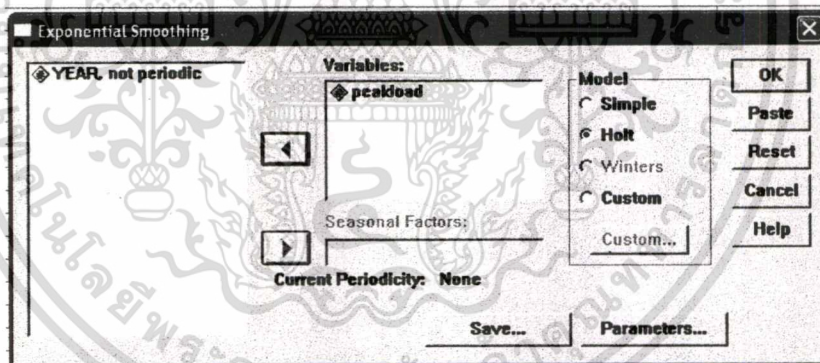 Exponential Smoothing
YEAR, not periodic
Variables:
peakload
Seasonal Factors:
Current Periodicity: None
Model
Simple
Holt
Winters
Custom
Custom...
OK
Paste
Reset
Cancel
Help
Save...
Parameters...